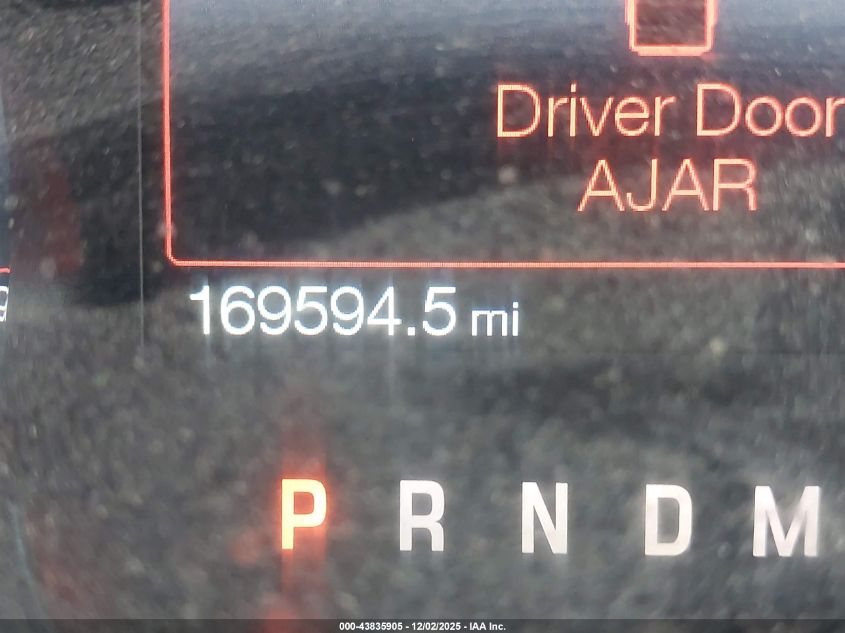 Driver Door
AJAR
169594.5 mi
P R N D M
000-43835905 - 12/02/2025 - IAA Inc.